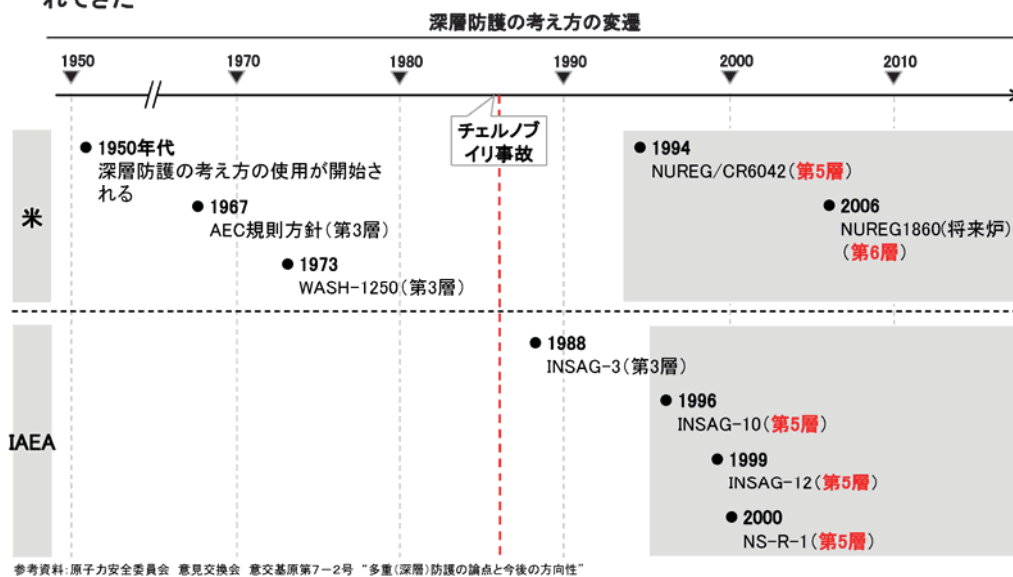 れてきた
深層防護の考え方の変遷
1950 1970 1980 1990 2000 2010
チェルノブ
イリ事故
米
1950年代
深層防護の考え方の使用が開始さ
れる
1967
AEC規則方針(第3層)
1973
WASH-1250(第3層)
1994
NUREG/CR6042(第5層)
2006
NUREG1860(将来炉)
(第6層)
IAEA
1988
INSAG-3(第3層)
1996
INSAG-10(第5層)
1999
INSAG-12(第5層)
2000
NS-R-1(第5層)
参考資料:原子力安全委員会 意見交換会 意交基原第7-2号 “多重(深層)防護の論点と今後の方向性”